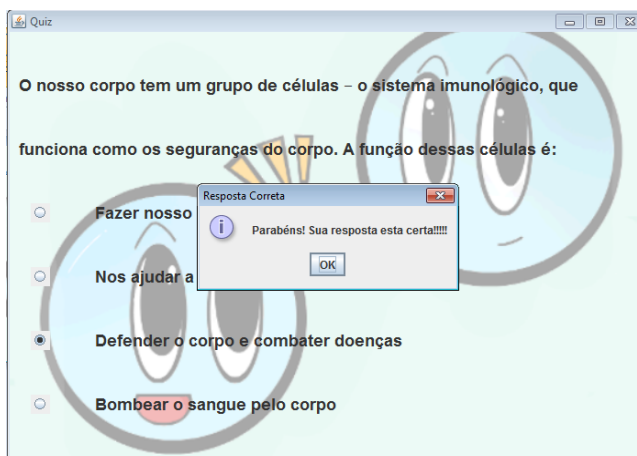 Quiz
O nosso corpo tem um grupo de células – o sistema imunológico, que
funciona como os seguranças do corpo. A função dessas células é:
Resposta Correta
Fazer nosso
Parabéns! Sua resposta esta certa!!!!!
OK
Nos ajudar a
Defender o corpo e combater doenças
Bombear o sangue pelo corpo